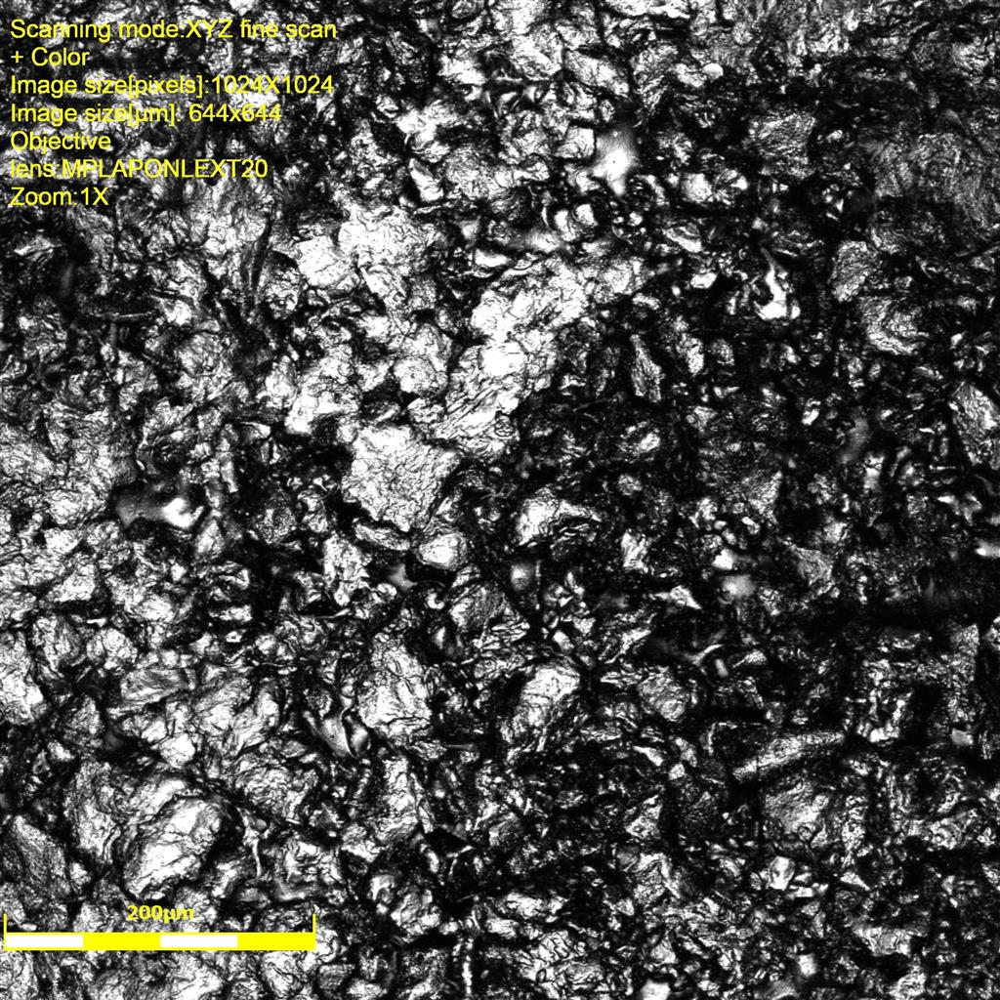 Scanning mode:XYZ fine scan
+ Color
Image size[pixels]:1024X1024
Image size[µm]: 644x644
Objective
lens:MPLAPONLEXT20
Zoom:1X
200µm